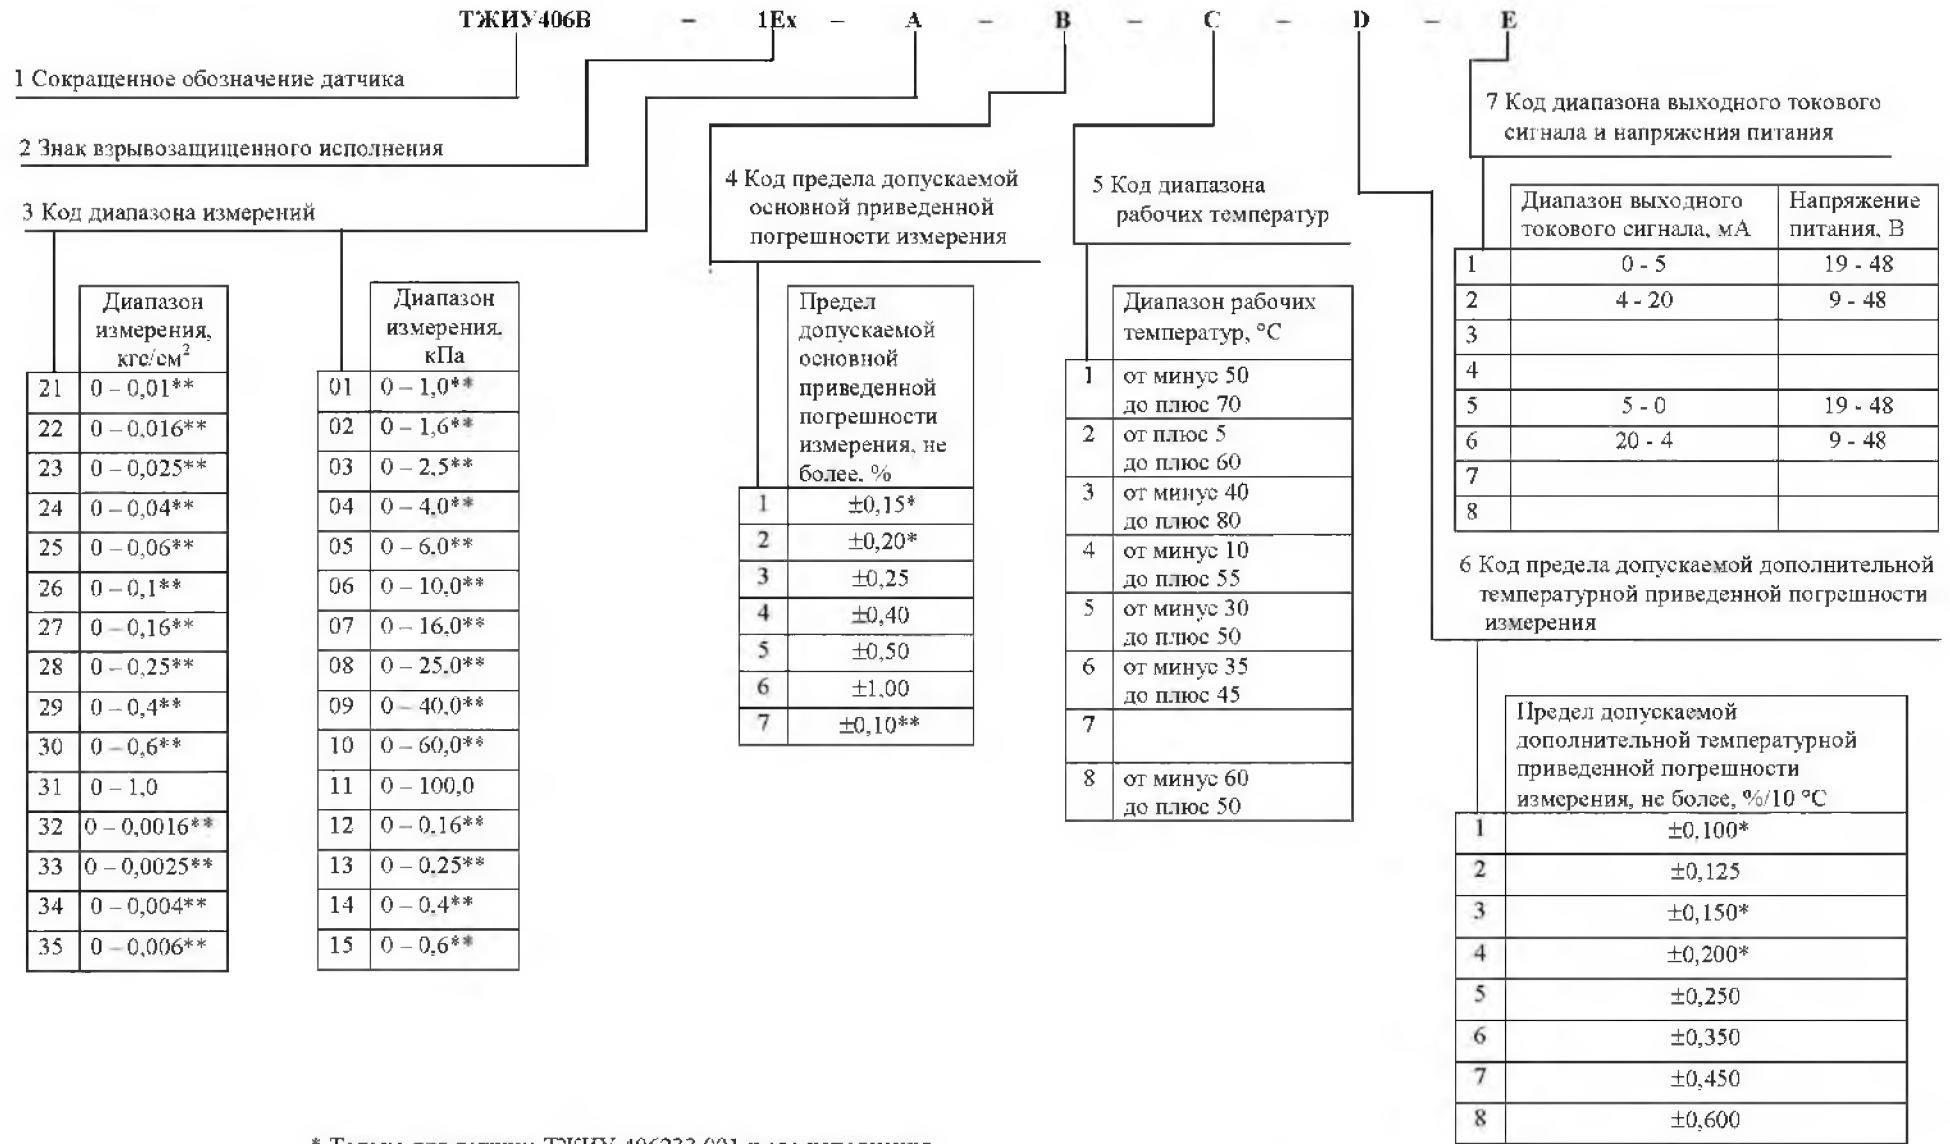 ТЖИУ406В – 1Ex – A – B – C – D – E
1 Сокращенное обозначение датчика
2 Знак взрывозащищенного исполнения
3 Код диапазона измерений
Диапазон
измерения,
кгс/см²
21 0 – 0,01**
22 0 – 0,016**
23 0 – 0,025**
24 0 – 0,04**
25 0 – 0,06**
26 0 – 0,1**
27 0 – 0,16**
28 0 – 0,25**
29 0 – 0,4**
30 0 – 0,6**
31 0 – 1,0
32 0 – 0,0016**
33 0 – 0,0025**
34 0 – 0,004**
35 0 – 0,006**
Диапазон
измерения,
кПа
01 0 – 1,0**
02 0 – 1,6**
03 0 – 2,5**
04 0 – 4,0**
05 0 – 6,0**
06 0 – 10,0**
07 0 – 16,0**
08 0 – 25,0**
09 0 – 40,0**
10 0 – 60,0**
11 0 – 100,0
12 0 – 0,16**
13 0 – 0,25**
14 0 – 0,4**
15 0 – 0,6**
4 Код предела допускаемой
основной приведенной
погрешности измерения
Предел
допускаемой
основной
приведенной
погрешности
измерения, не
более, %
1 ±0,15*
2 ±0,20*
3 ±0,25
4 ±0,40
5 ±0,50
6 ±1,00
7 ±0,10**
5 Код диапазона
рабочих температур
Диапазон рабочих
температур, °С
1 от минус 50
до плюс 70
2 от плюс 5
до плюс 60
3 от минус 40
до плюс 80
4 от минус 10
до плюс 55
5 от минус 30
до плюс 50
6 от минус 35
до плюс 45
7
8 от минус 60
до плюс 50
7 Код диапазона выходного токового
сигнала и напряжения питания
Диапазон выходного Напряжение
токового сигнала, мА питания, В
1 0 - 5 19 - 48
2 4 - 20 9 - 48
3
4
5 5 - 0 19 - 48
6 20 - 4 9 - 48
7
8
6 Код предела допускаемой дополнительной
температурной приведенной погрешности
измерения
Предел допускаемой
дополнительной температурной
приведенной погрешности
измерения, не более, %/10 °С
1 ±0,100*
2 ±0,125
3 ±0,150*
4 ±0,200*
5 ±0,250
6 ±0,350
7 ±0,450
8 ±0,600